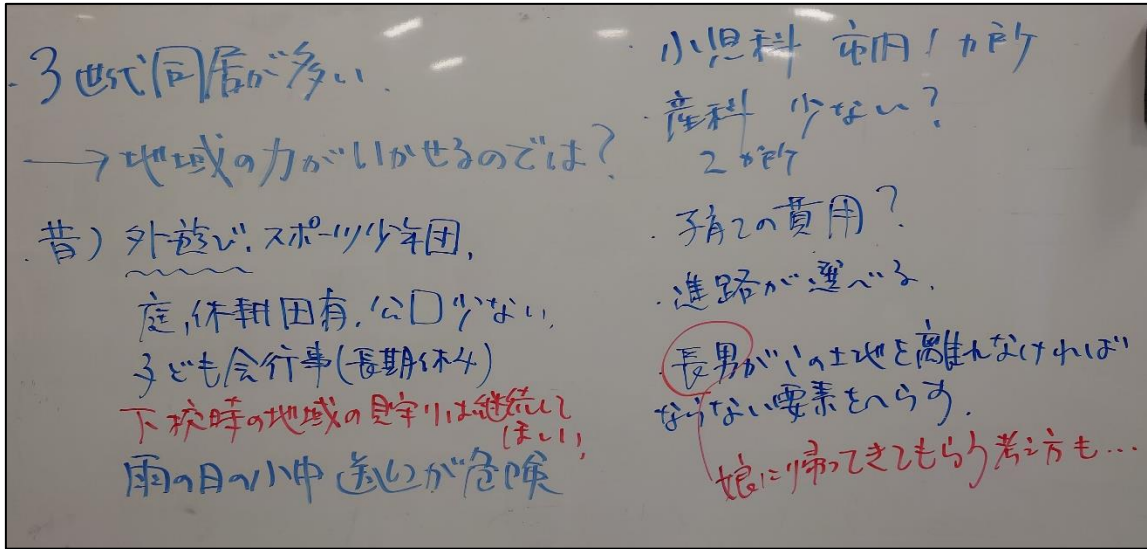 ・3世代同居が多い.
→地域の力がいかせるのでは?
・昔)外遊び、スポーツ少年団,
庭,休耕田有,公口少ない,
子ども会行事(長期休み)
下校時の地域の見守りは継続して
ほしい,
雨の日の小中送迎が危険
・小児科 市内1カ所
・産科 少ない?
2カ所
・子育ての費用?
・進路が選べる,
・長男がこの土地を離れなければ
ならない要素をへらす.
娘に帰ってきてもらう考え方も…